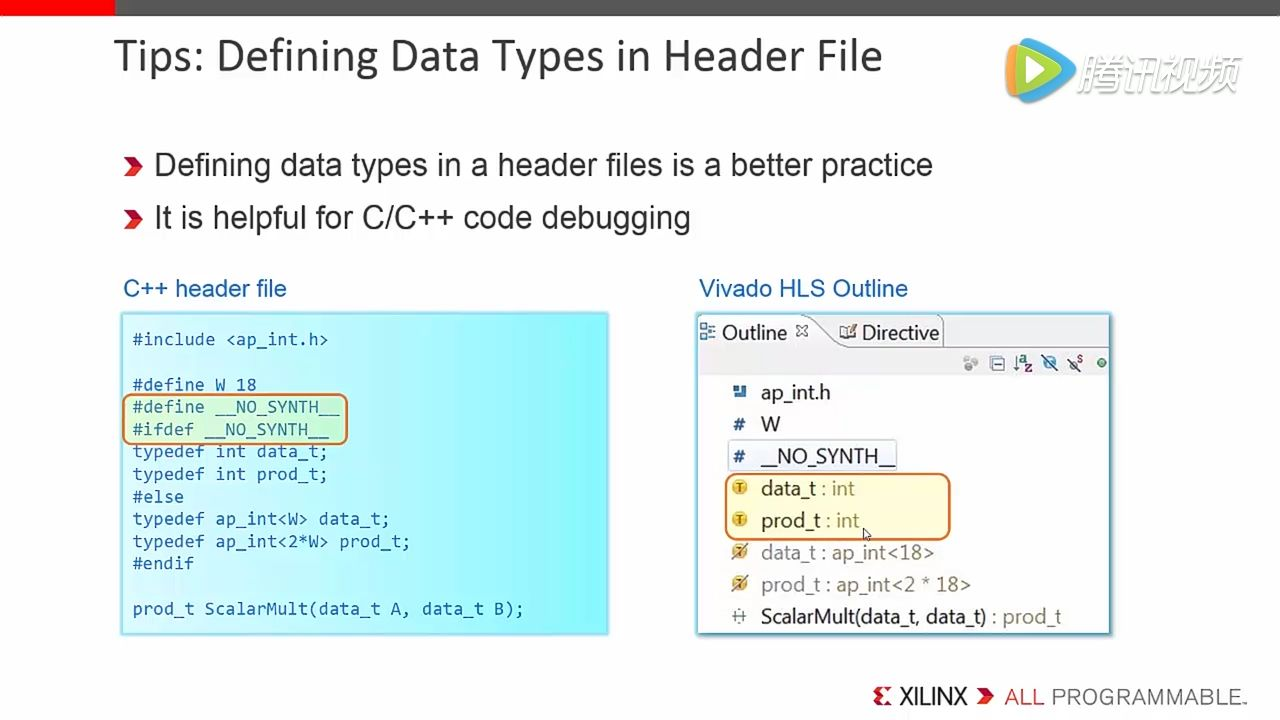 Tips: Defining Data Types in Header File
腾讯视频
Defining data types in a header files is a better practice
It is helpful for C/C++ code debugging
C++ header file
#include <ap_int.h>
#define W 18
#define __NO_SYNTH__
#ifdef __NO_SYNTH__
typedef int data_t;
typedef int prod_t;
#else
typedef ap_int<W> data_t;
typedef ap_int<2*W> prod_t;
#endif
prod_t ScalarMult(data_t A, data_t B);
Vivado HLS Outline
Outline Directive
ap_int.h
# W
# __NO_SYNTH__
data_t : int
prod_t : int
data_t : ap_int<18>
prod_t : ap_int<2 * 18>
ScalarMult(data_t, data_t) : prod_t
XILINX ALL PROGRAMMABLE™